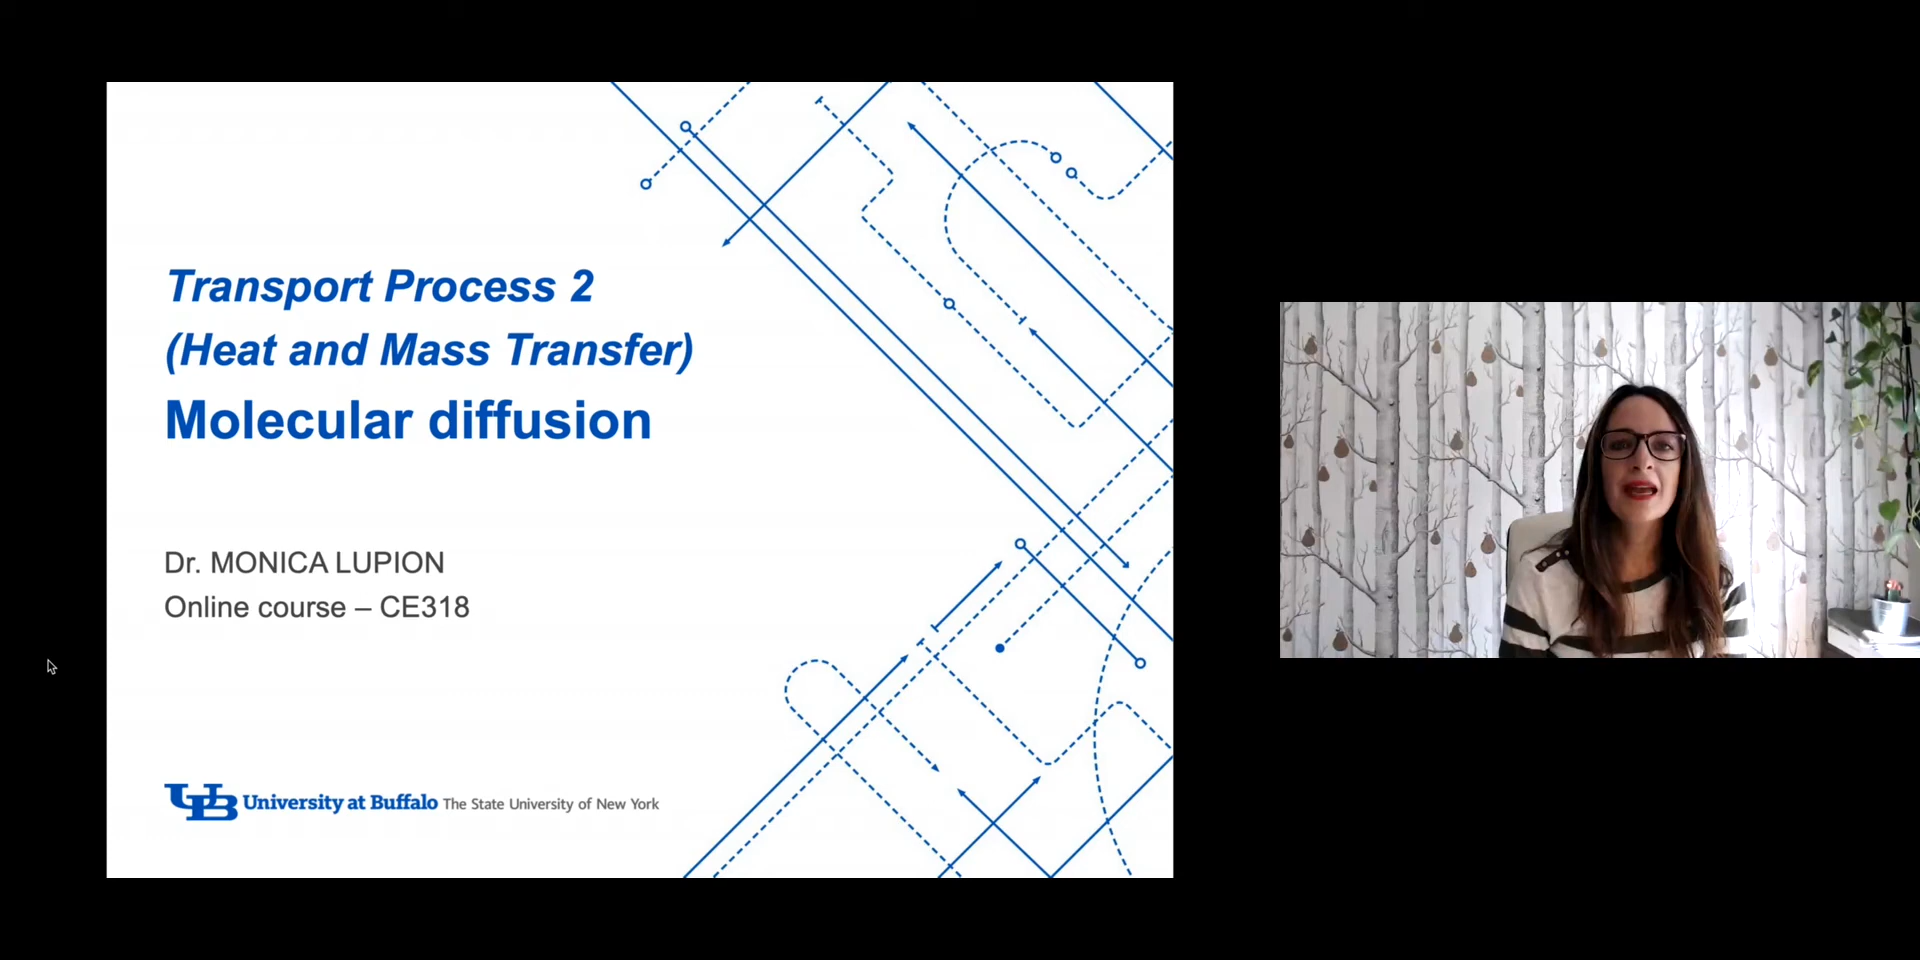 Transport Process 2
(Heat and Mass Transfer)
Molecular diffusion
Dr. MONICA LUPION
Online course – CE318
UB University at Buffalo The State University of New York